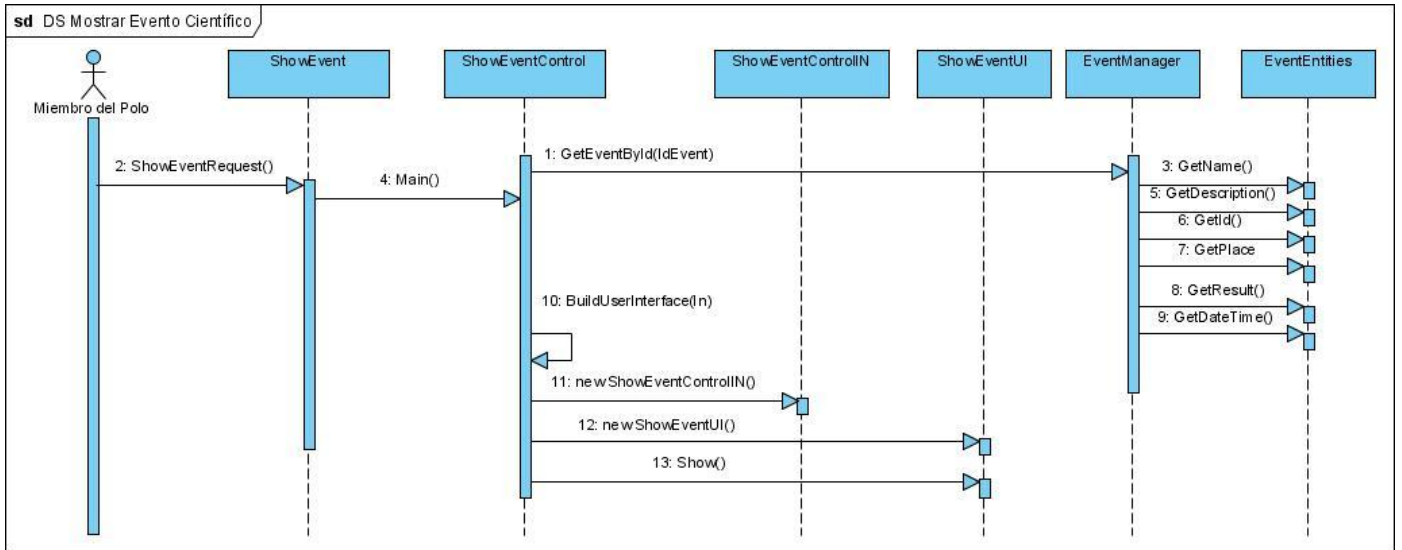 sd DS Mostrar Evento Científico
ShowEvent
ShowEventControl
ShowEventControlIN
ShowEventUI
EventManager
EventEntities
Miembro del Polo
1: GetEventById(IdEvent)
2: ShowEventRequest()
3: GetName()
4: Main()
5: GetDescription()
6: GetId()
7: GetPlace
8: GetResult()
9: GetDateTime()
10: BuildUserInterface(In)
11: newShowEventControlIN()
12: newShowEventUI()
13: Show()